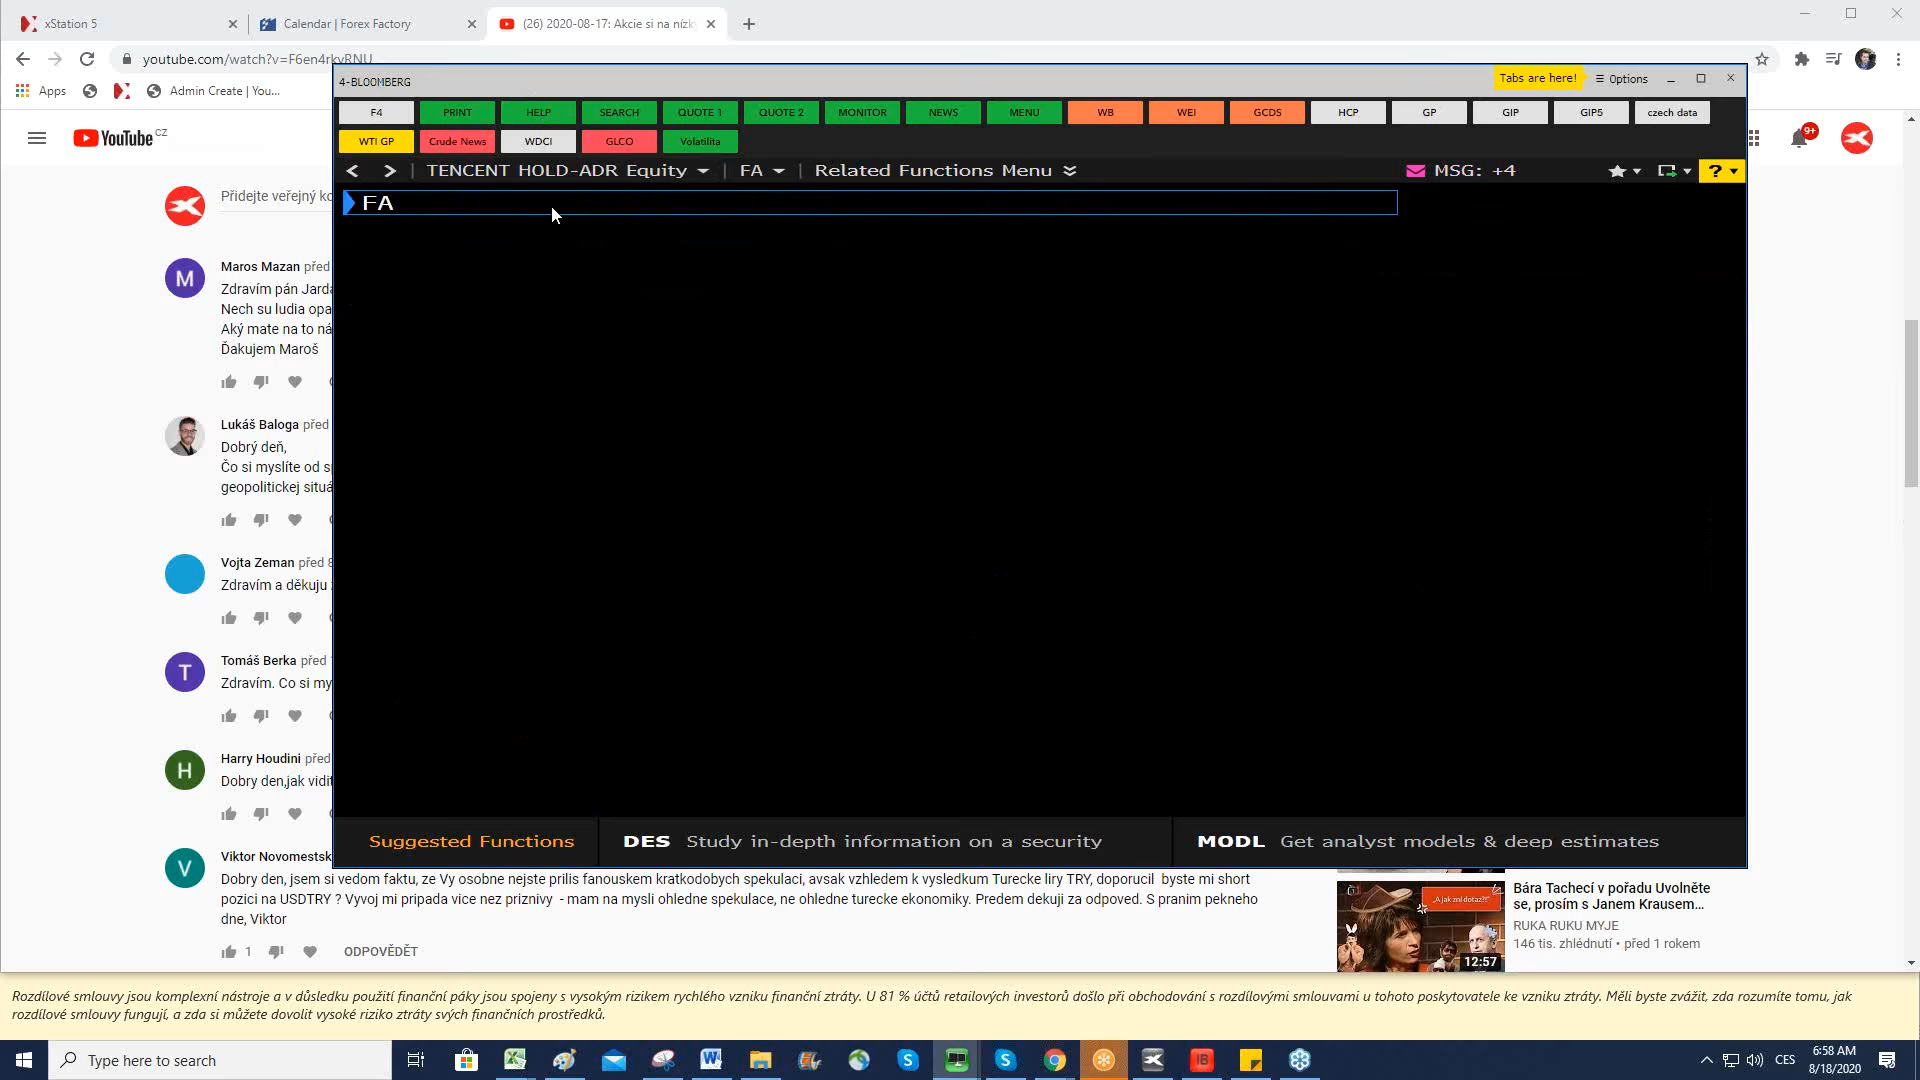 xStation 5
Calendar | Forex Factory
(26) 2020-08-17: Akcie si na nízk
youtube.com/watch?v=F6en4rkyRNU
Apps
Admin Create | You...
4-BLOOMBERG
Tabs are here!
Options
F4 PRINT HELP SEARCH QUOTE 1 QUOTE 2 MONITOR NEWS MENU WB WEI GCDS HCP GP GIP GIP5 czech data
WTI GP Crude News WDCI GLCO Volatilita
TENCENT HOLD-ADR Equity FA Related Functions Menu MSG: +4 ?
FA
YouTube CZ
9+
Přidejte veřejný ko
M
Maros Mazan před
Zdravím pán Jarda
Nech su ludia opa
Aký mate na to ná
Ďakujem Maroš
Lukáš Baloga před
Dobrý deň,
Čo si myslíte od s
geopolitickej situá
Vojta Zeman před 8
Zdravím a děkuju
T
Tomáš Berka před
Zdravím. Co si my
H
Harry Houdini před
Dobry den,jak vidit
V
Viktor Novomestsk
Dobry den, jsem si vedom faktu, ze Vy osobne nejste prilis fanouskem kratkodobych spekulaci, avsak vzhledem k vysledkum Turecke liry TRY, doporucil byste mi short
pozici na USDTRY ? Vyvoj mi pripada vice nez priznivy - mam na mysli ohledne spekulace, ne ohledne turecke ekonomiky. Predem dekuji za odpoved. S pranim pekneho
dne, Viktor
1 ODPOVĚDĚT
Suggested Functions DES Study in-depth information on a security MODL Get analyst models & deep estimates
„A jak zní dotaz?!"
12:57
Bára Tachecí v pořadu Uvolněte
se, prosím s Janem Krausem...
RUKA RUKU MYJE
146 tis. zhlédnutí • před 1 rokem
Rozdílové smlouvy jsou komplexní nástroje a v důsledku použití finanční páky jsou spojeny s vysokým rizikem rychlého vzniku finanční ztráty. U 81 % účtů retailových investorů došlo při obchodování s rozdílovými smlouvami u tohoto poskytovatele ke vzniku ztráty. Měli byste zvážit, zda rozumíte tomu, jak
rozdílové smlouvy fungují, a zda si můžete dovolit vysoké riziko ztráty svých finančních prostředků.
Type here to search
IB
CES
6:58 AM
8/18/2020